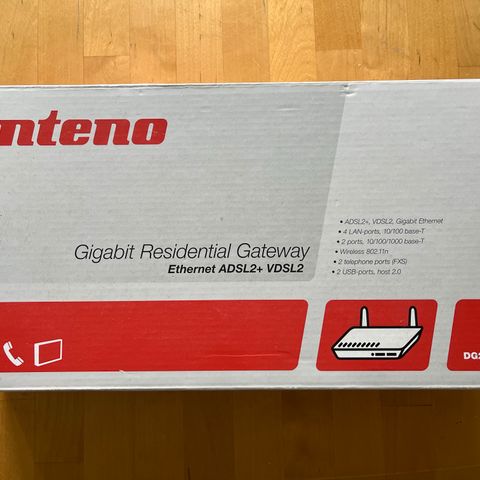 nteno
Gigabit Residential Gateway
Ethernet ADSL2+ VDSL2
• ADSL2+, VDSL2, Gigabit Ethernet
• 4 LAN-ports, 10/100 base-T
• 2 ports, 10/100/1000 base-T
• Wireless 802.11n
• 2 telephone ports (FXS)
• 2 USB-ports, host 2.0
DG2